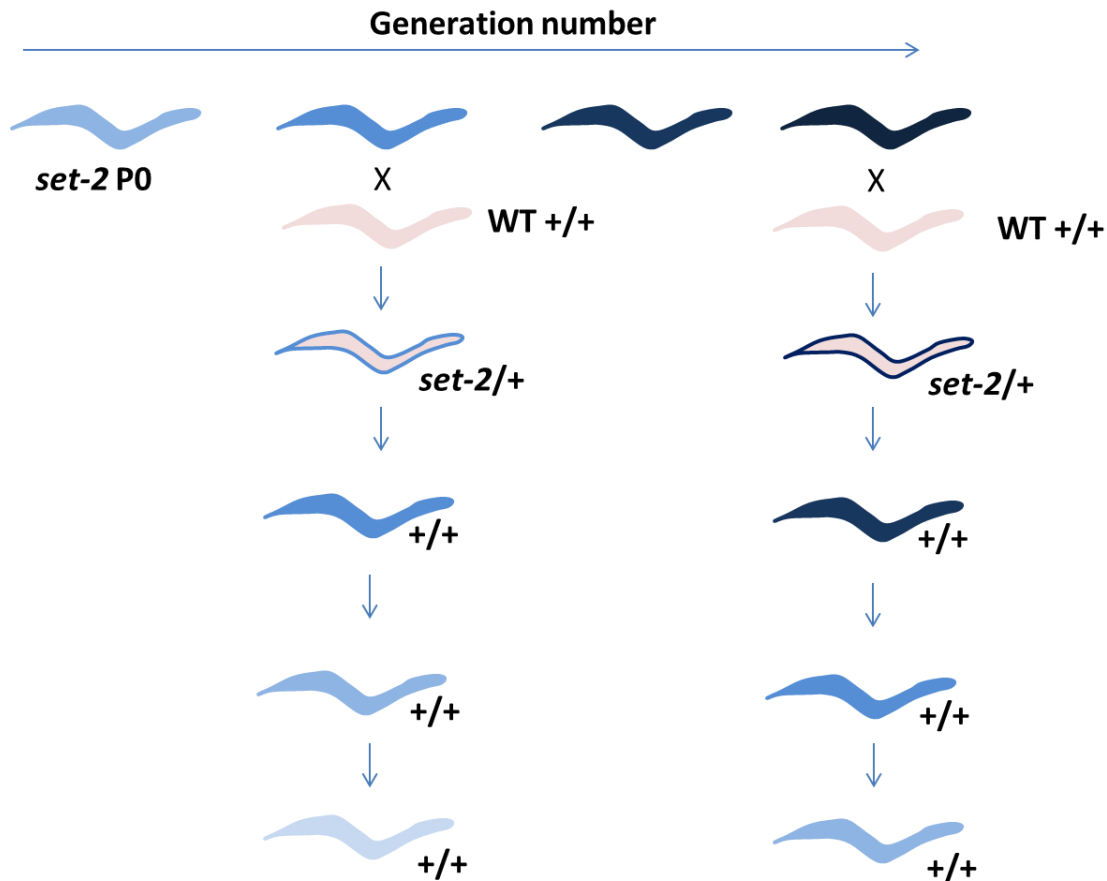 Generation number
set-2 P0
X
X
WT +/+
WT +/+
set-2/+
set-2/+
+/+
+/+
+/+
+/+
+/+
+/+